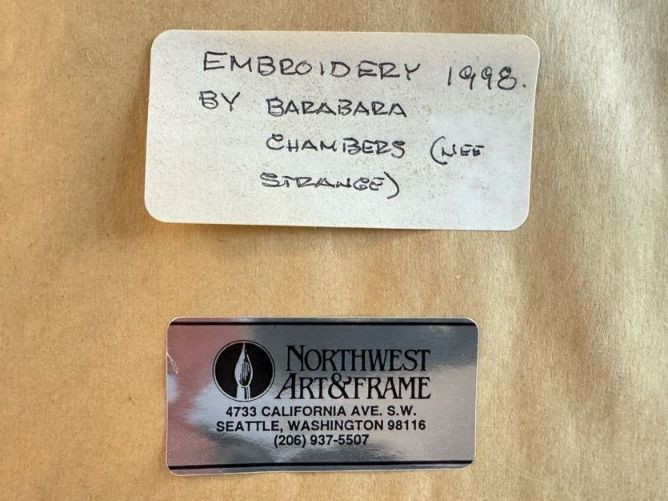 EMBROIDERY 1998.
BY BARABARA
CHAMBERS (NEE
STRANGE)
NORTHWEST
ART&FRAME
4733 CALIFORNIA AVE. S.W.
SEATTLE, WASHINGTON 98116
(206) 937-5507